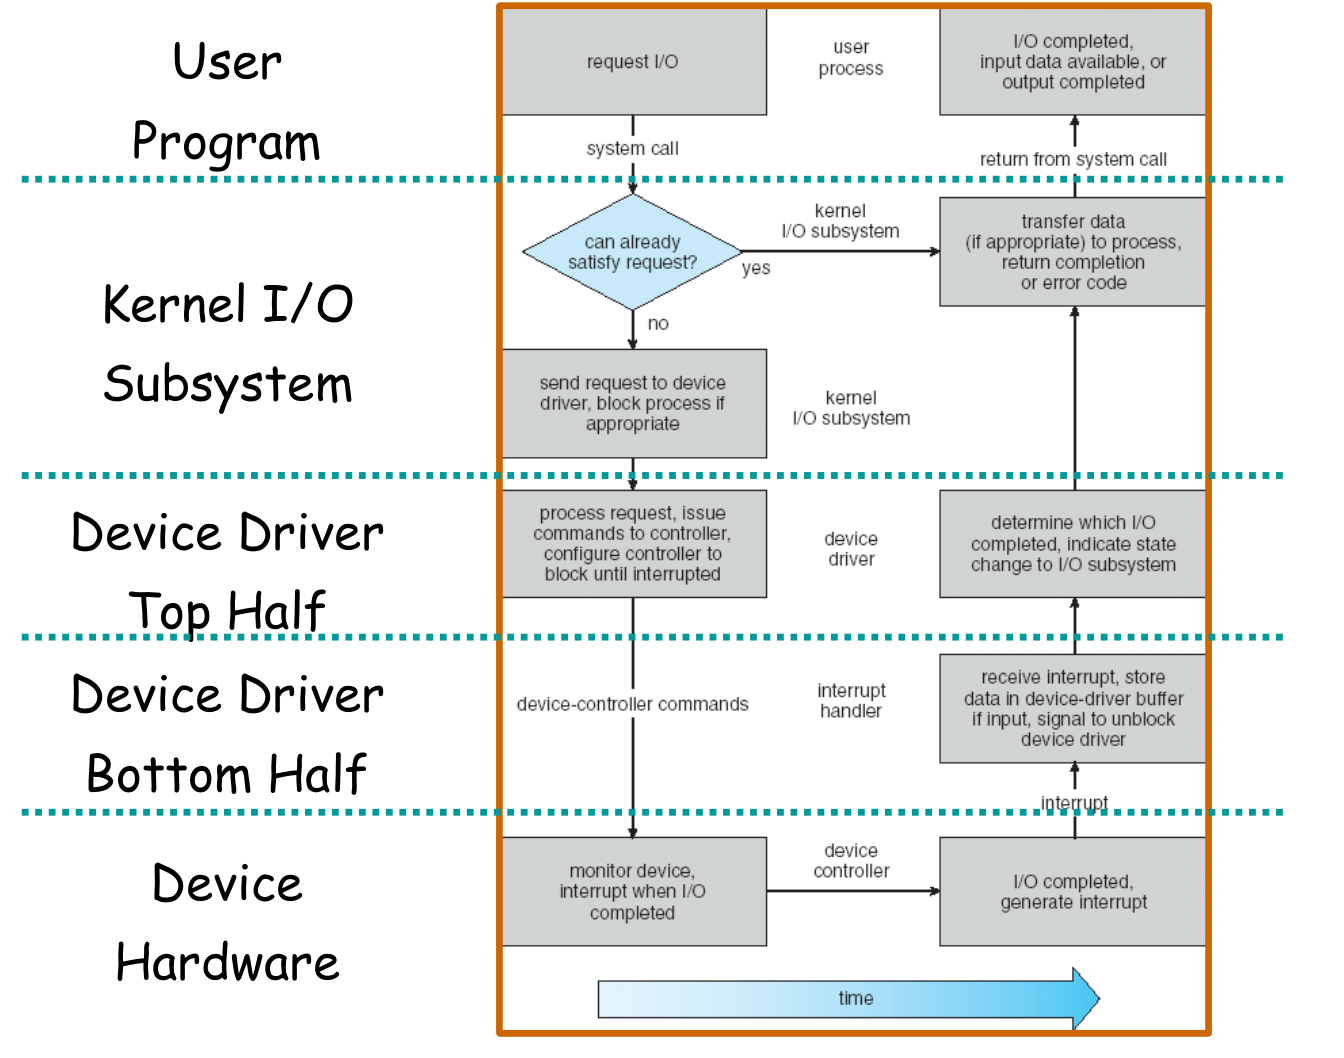 User
Program
request I/O
user
process
I/O completed,
input data available, or
output completed
system call
return from system call
Kernel I/O
Subsystem
can already
satisfy request?
kernel
I/O subsystem
yes
transfer data
(if appropriate) to process,
return completion
or error code
no
send request to device
driver, block process if
appropriate
kernel
I/O subsystem
Device Driver
Top Half
process request, issue
commands to controller,
configure controller to
block until interrupted
device
driver
determine which I/O
completed, indicate state
change to I/O subsystem
Device Driver
Bottom Half
device-controller commands
interrupt
handler
receive interrupt, store
data in device-driver buffer
if input, signal to unblock
device driver
interrupt
Device
Hardware
monitor device,
interrupt when I/O
completed
device
controller
I/O completed,
generate interrupt
time